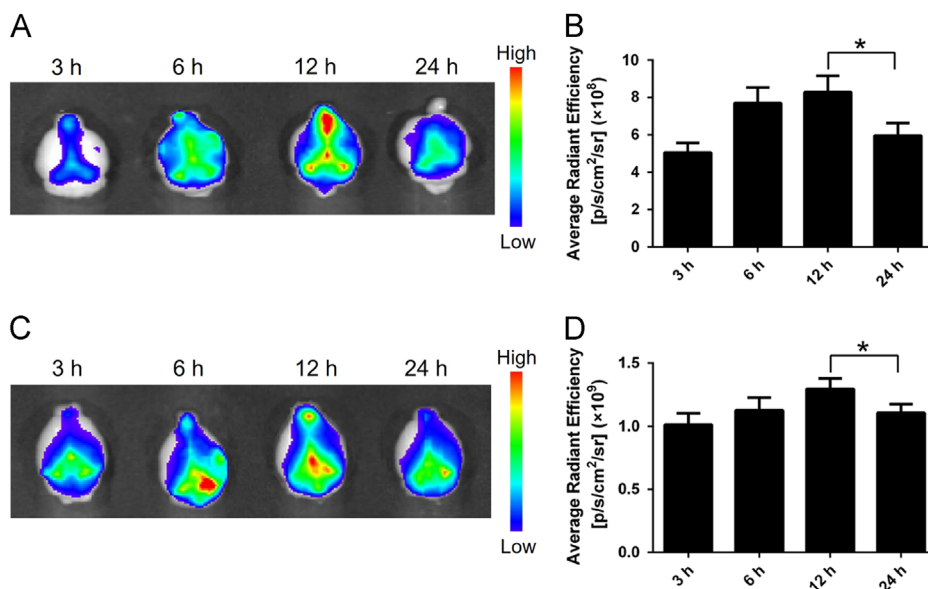 A
3 h 6 h 12 h 24 h
High
Low
B
Average Radiant Efficiency
[p/s/cm²/sr] (×10⁸)
10
8
6
4
2
0
*
3 h
6 h
12 h
24 h
C
3 h 6 h 12 h 24 h
High
Low
D
Average Radiant Efficiency
[p/s/cm²/sr] (×10⁹)
1.5
1.0
0.5
0.0
*
3 h
6 h
12 h
24 h